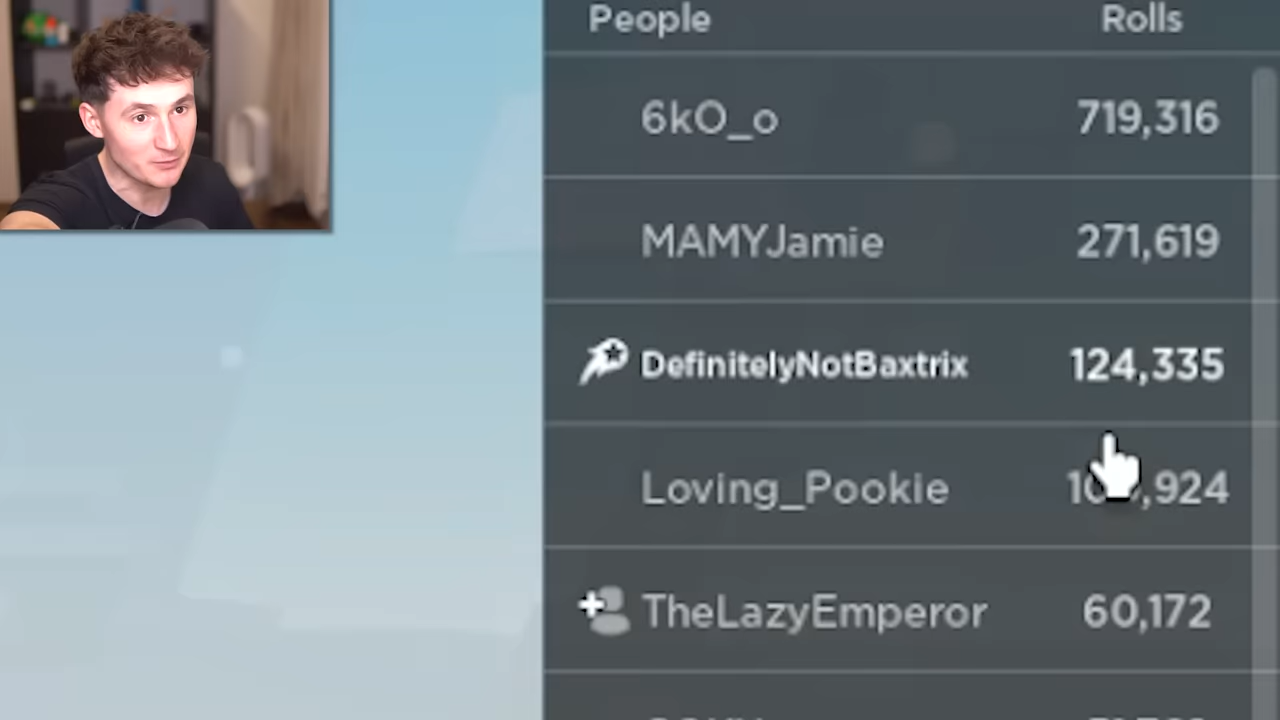 People Rolls
6kO_o 719,316
MAMYJamie 271,619
DefinitelyNotBaxtrix 124,335
Loving_Pookie
TheLazyEmperor 60,172